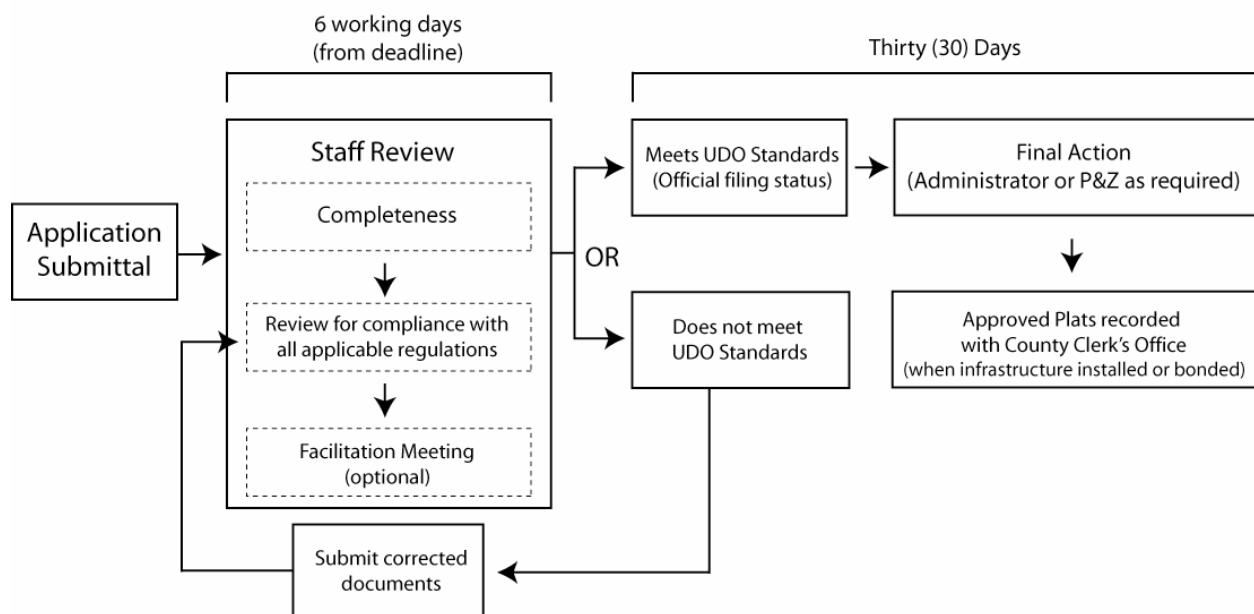 6 working days
(from deadline)
Thirty (30) Days
Application
Submittal
Staff Review
Completeness
Review for compliance with
all applicable regulations
Facilitation Meeting
(optional)
OR
Meets UDO Standards
(Official filing status)
Final Action
(Administrator or P&Z as required)
Does not meet
UDO Standards
Approved Plats recorded
with County Clerk's Office
(when infrastructure installed or bonded)
Submit corrected
documents